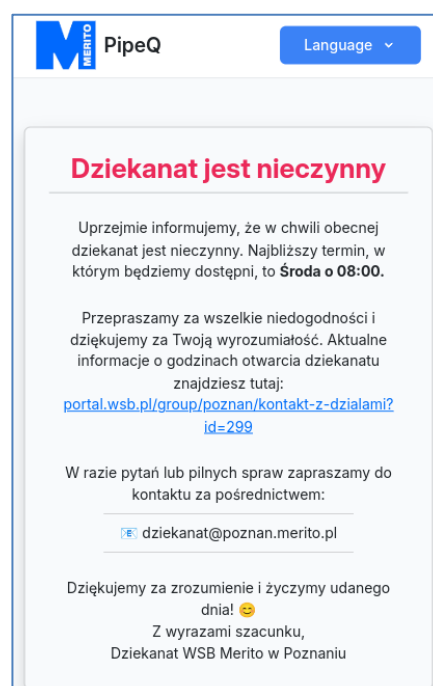 MERITO PipeQ Language
Dziekanat jest nieczynny
Uprzejmie informujemy, że w chwili obecnej
dziekanat jest nieczynny. Najbliższy termin, w
którym będziemy dostępni, to Środa o 08:00.
Przepraszamy za wszelkie niedogodności i
dziękujemy za Twoją wyrozumiałość. Aktualne
informacje o godzinach otwarcia dziekanatu
znajdziesz tutaj:
portal.wsb.pl/group/poznan/kontakt-z-dzialami?
id=299
W razie pytań lub pilnych spraw zapraszamy do
kontaktu za pośrednictwem:
📧 dziekanat@poznan.merito.pl
Dziękujemy za zrozumienie i życzymy udanego
dnia! 😊
Z wyrazami szacunku,
Dziekanat WSB Merito w Poznaniu